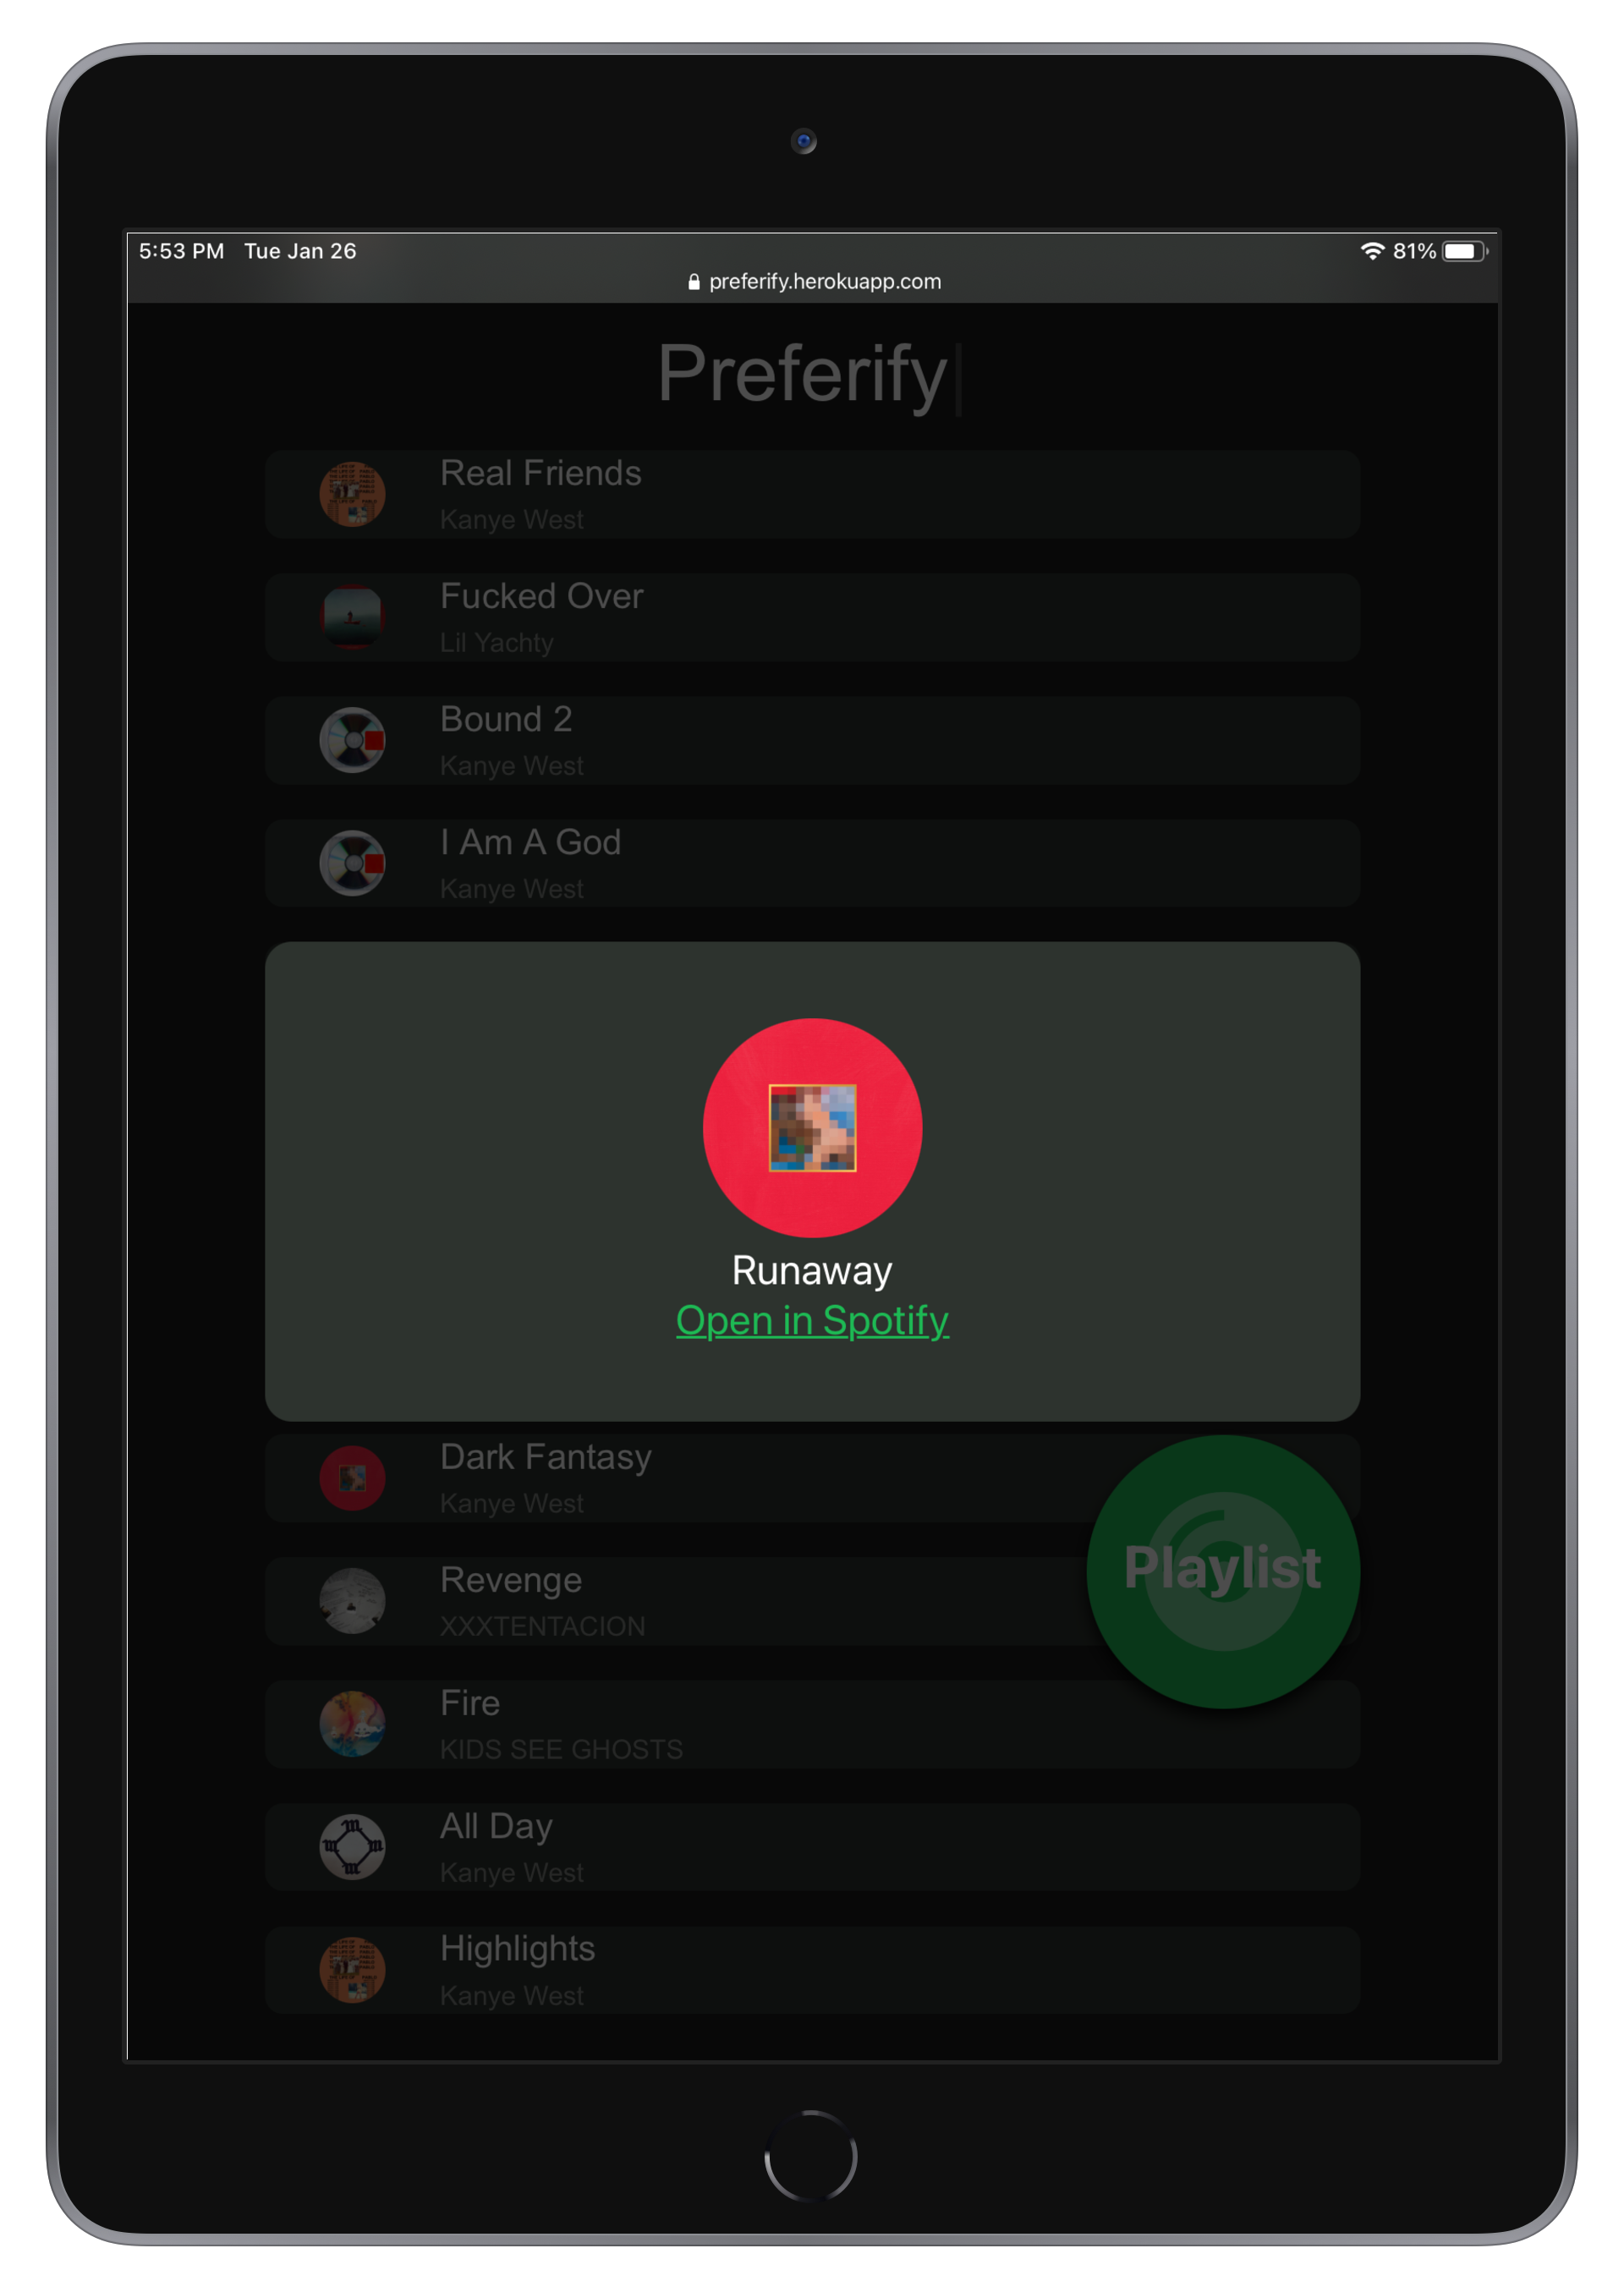 5:53 PM Tue Jan 26
81%
preferify.herokuapp.com
Preferify
Real Friends
Kanye West
Fucked Over
Lil Yachty
Bound 2
Kanye West
I Am A God
Kanye West
Runaway
Open in Spotify
Dark Fantasy
Kanye West
Playlist
Revenge
XXXTENTACION
Fire
KIDS SEE GHOSTS
All Day
Kanye West
Highlights
Kanye West